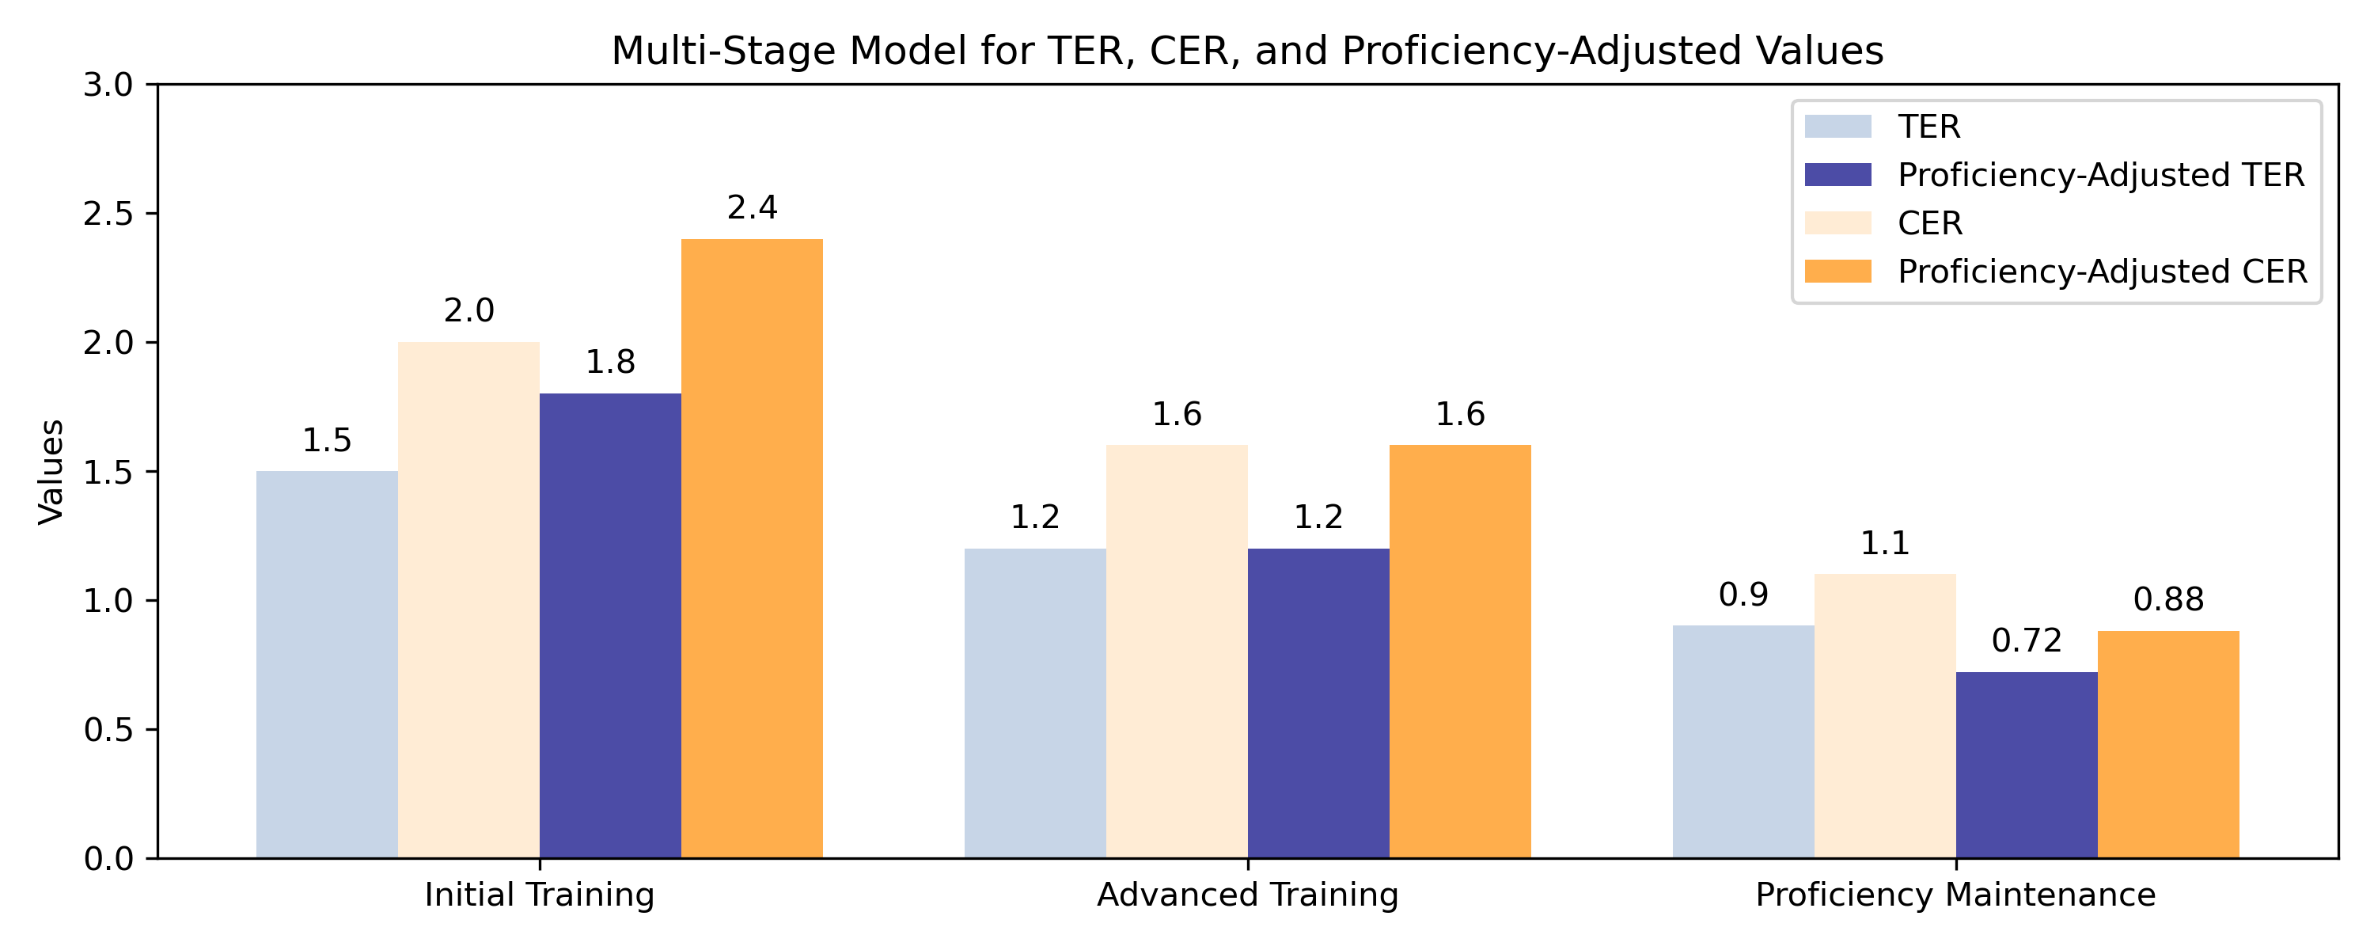 Multi-Stage Model for TER, CER, and Proficiency-Adjusted Values
3.0
2.5
2.0
1.5
1.0
0.5
0.0
Values
TER
Proficiency-Adjusted TER
CER
Proficiency-Adjusted CER
1.5
2.0
1.8
2.4
1.2
1.6
1.2
1.6
0.9
1.1
0.72
0.88
Initial Training
Advanced Training
Proficiency Maintenance